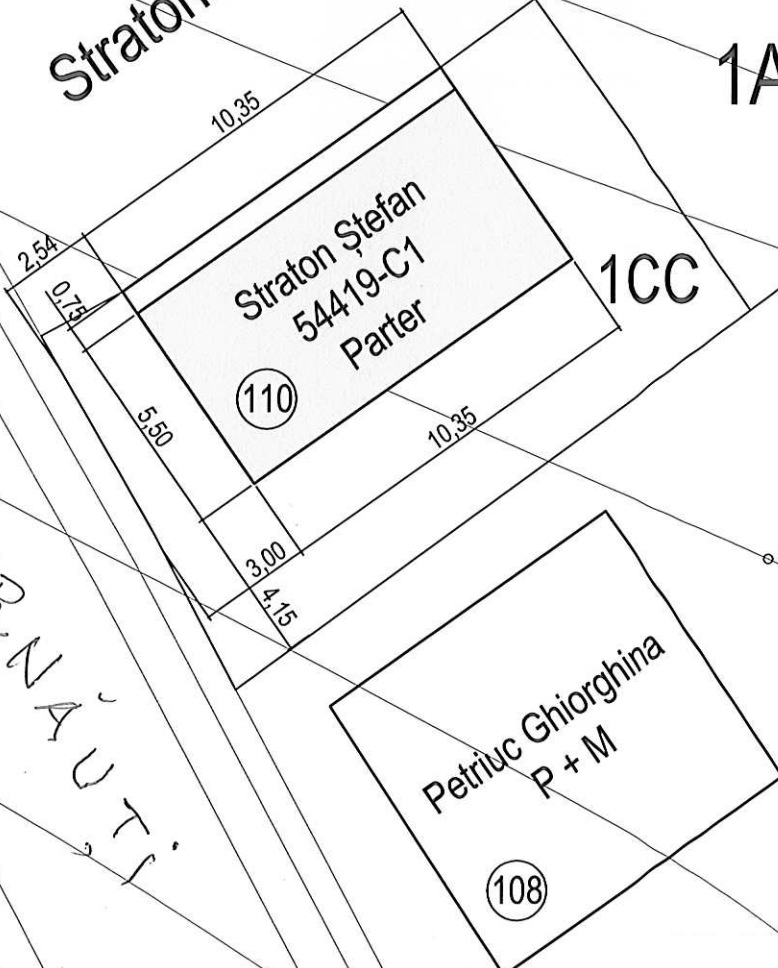 Straton
1A
10,35
2,54
0,75
Straton Ștefan
54419-C1
Parter
110
1CC
5,50
10,35
3,00
4,15
Petriuc Ghiorghina
P + M
108